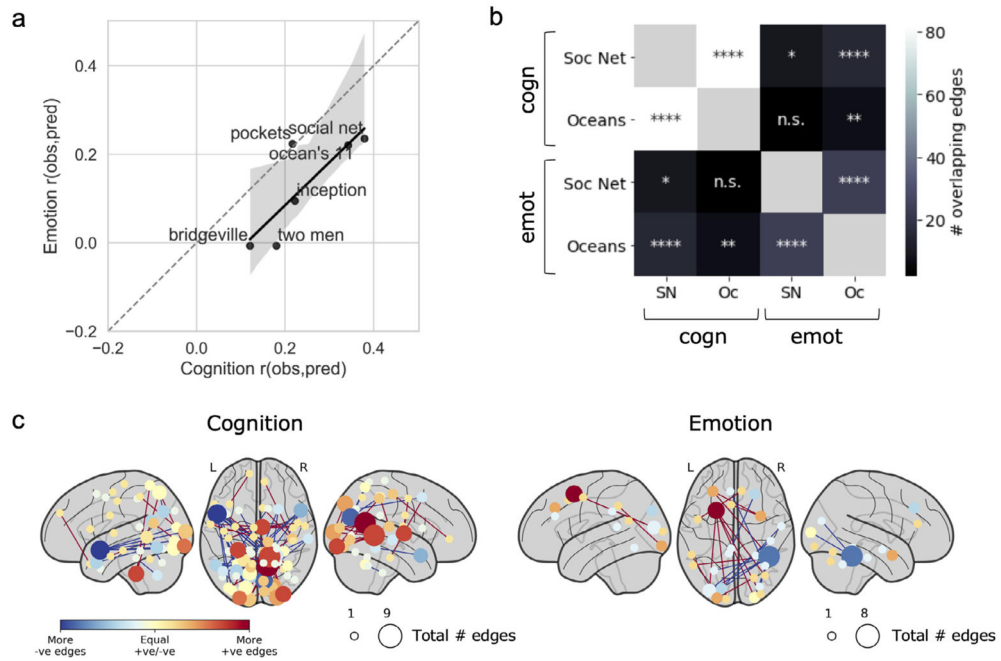 a
Emotion r(obs,pred)
0.4
0.2
0.0
−0.2
−0.2
0.0
0.2
0.4
Cognition r(obs,pred)
pockets
social net
ocean's 11
inception
bridgeville
two men
b
cogn
emot
Soc Net
Oceans
Soc Net
Oceans
**** * ****
**** n.s. **
* n.s. ****
**** ** ****
SN Oc SN Oc
cogn emot
80
60
40
20
# overlapping edges
c
Cognition
L R
More
-ve edges
Equal
+ve/-ve
More
+ve edges
1 9
Total # edges
Emotion
L R
1 8
Total # edges